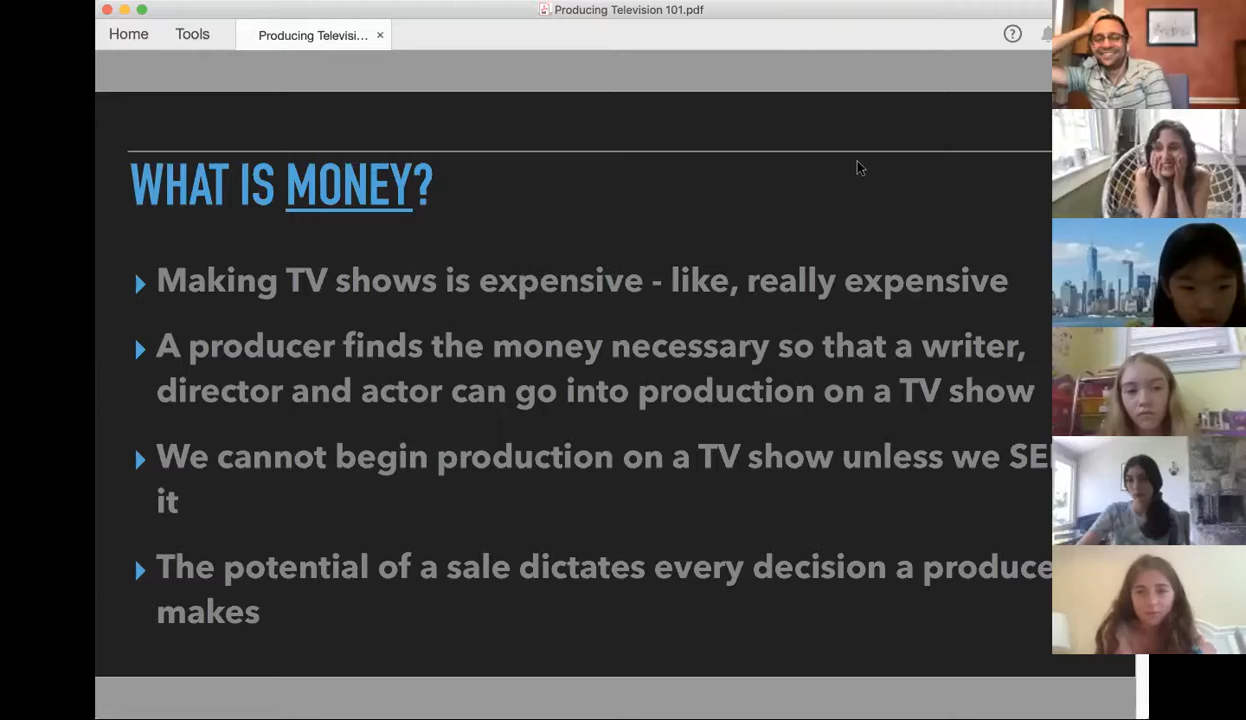 Producing Television 101.pdf
Home Tools Producing Televisi... ×
?
WHAT IS MONEY?
Making TV shows is expensive - like, really expensive
A producer finds the money necessary so that a writer,
director and actor can go into production on a TV show
We cannot begin production on a TV show unless we
it
The potential of a sale dictates every decision a
makes